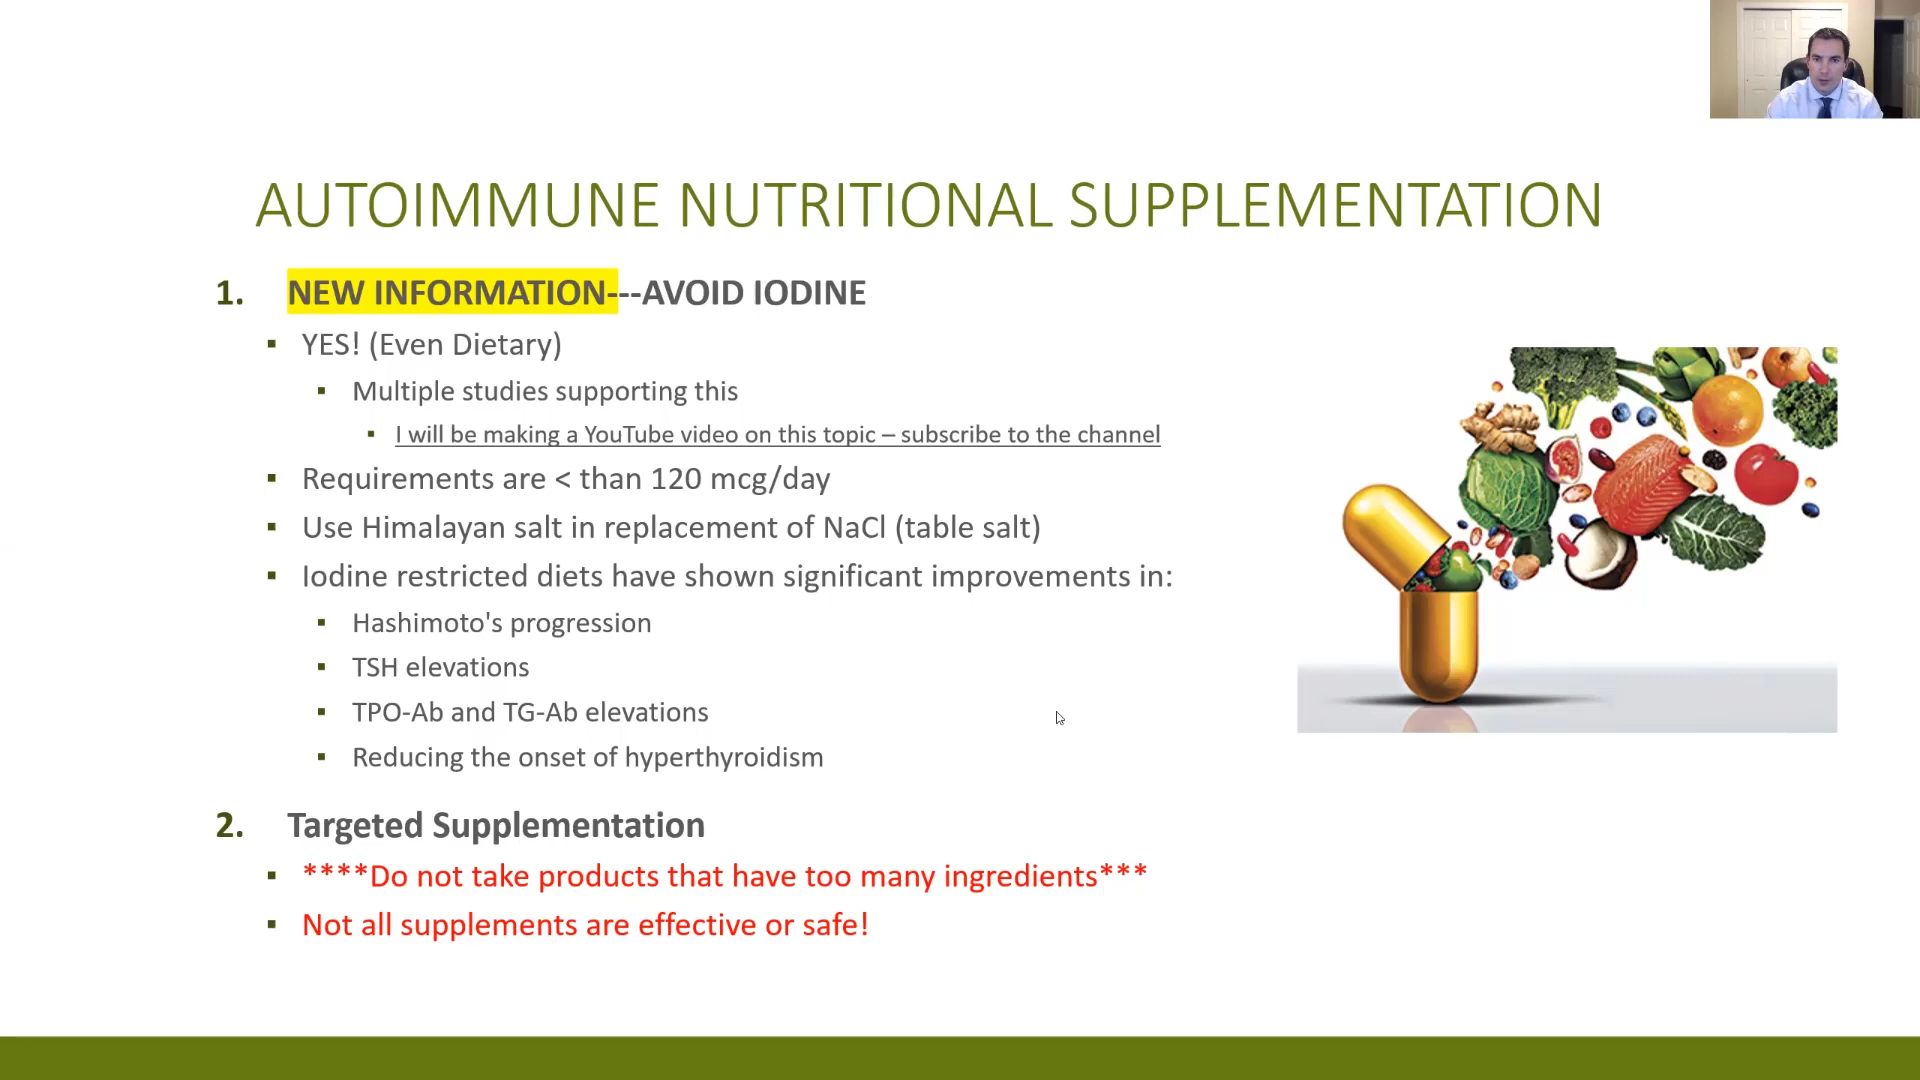 AUTOIMMUNE NUTRITIONAL SUPPLEMENTATION
1. NEW INFORMATION---AVOID IODINE
▪ YES! (Even Dietary)
▪ Multiple studies supporting this
▪ I will be making a YouTube video on this topic – subscribe to the channel
▪ Requirements are < than 120 mcg/day
▪ Use Himalayan salt in replacement of NaCl (table salt)
▪ Iodine restricted diets have shown significant improvements in:
▪ Hashimoto's progression
▪ TSH elevations
▪ TPO-Ab and TG-Ab elevations
▪ Reducing the onset of hyperthyroidism
2. Targeted Supplementation
▪ ****Do not take products that have too many ingredients***
▪ Not all supplements are effective or safe!